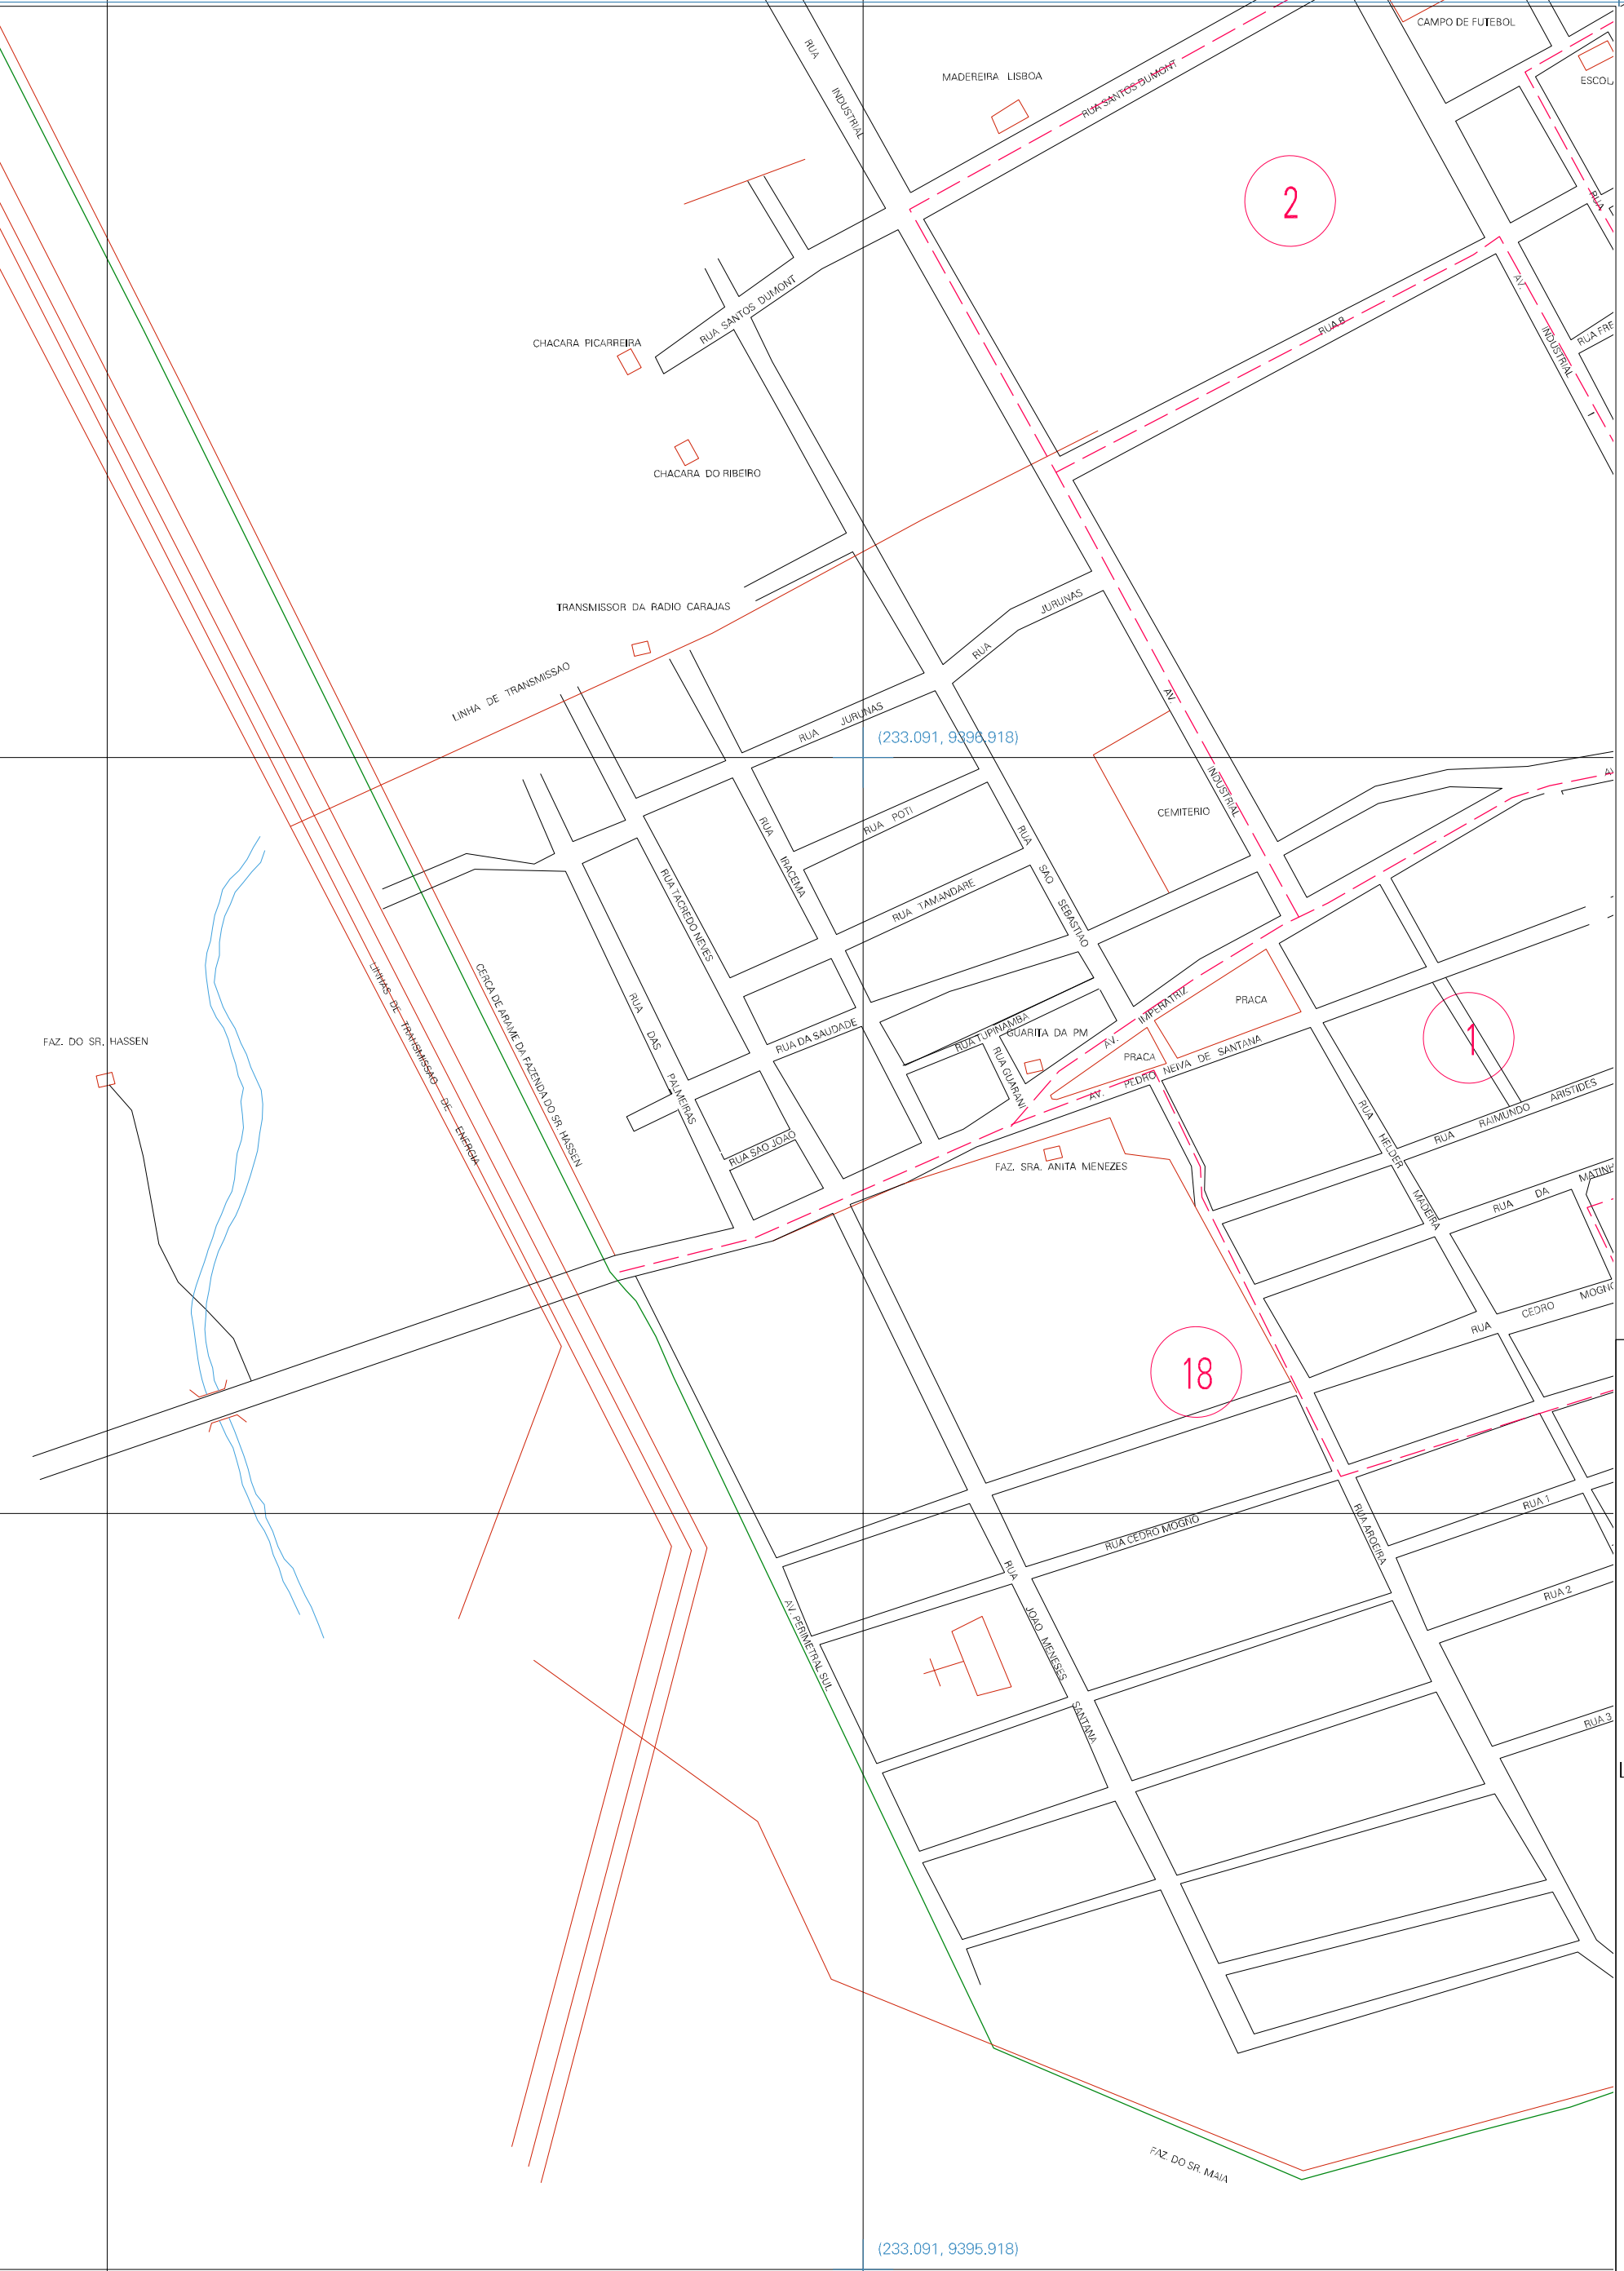 CAMPO DE FUTEBOL
RUA INDUSTRIAL
MADEREIRA LISBOA
RUA SANTOS DUMONT
ESCOL
2
RUA
RUA SANTOS DUMONT
AV. INDUSTRIAL I
RUA B
RUA FRE
CHACARA PICARREIRA
CHACARA DO RIBEIRO
TRANSMISSOR DA RADIO CARAJAS
RUA JURUNAS
LINHA DE TRANSMISSAO
AV. INDUSTRIAL
RUA JURUNAS
(233.091, 9396.918)
CEMITERIO
RUA POTI
RUA IRACEMA
RUA SAO SEBASTIAO
RUA TACREDO NEVES
RUA TAMANDARE
LINHAS DE TRANSMISSAO DE ENERGIA
CERCA DE ARAME DA FAZENDA DO SR. HASSEN
RUA DAS PALMEIRAS
AV. IMPERATRIZ
PRACA
FAZ. DO SR. HASSEN
RUA DA SAUDADE
RUA TUPINAMBA
GUARITA DA PM
1
RUA GUARANI
PRACA
AV. PEDRO NEIVA DE SANTANA
RUA RAIMUNDO ARISTIDES
RUA HELDER MADEIRA
RUA SAO JOAO
FAZ. SRA. ANITA MENEZES
RUA DA MATINH
RUA CEDRO MOGNO
18
RUA 1
RUA CEDRO MOGNO
RUA AROEIRA
RUA 2
AV. PERIMETRAL SUL
RUA JOAO MENESES SANTANA
RUA 3
FAZ. DO SR. MAIA
(233.091, 9395.918)